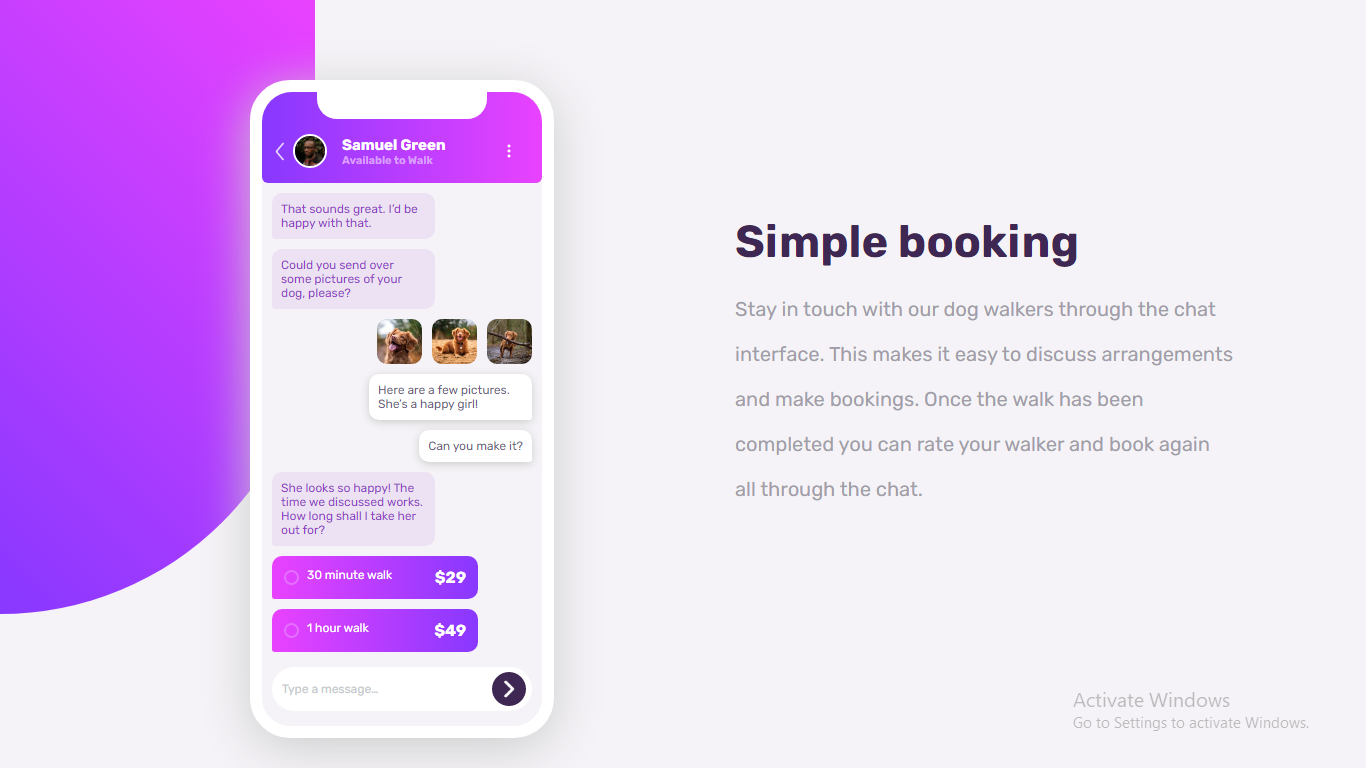 Samuel Green
Available to Walk
That sounds great. I’d be
happy with that.
Could you send over
some pictures of your
dog, please?
Here are a few pictures.
She’s a happy girl!
Can you make it?
She looks so happy! The
time we discussed works.
How long shall I take her
out for?
30 minute walk $29
1 hour walk $49
Type a message…
Simple booking
Stay in touch with our dog walkers through the chat
interface. This makes it easy to discuss arrangements
and make bookings. Once the walk has been
completed you can rate your walker and book again
all through the chat.
Activate Windows
Go to Settings to activate Windows.